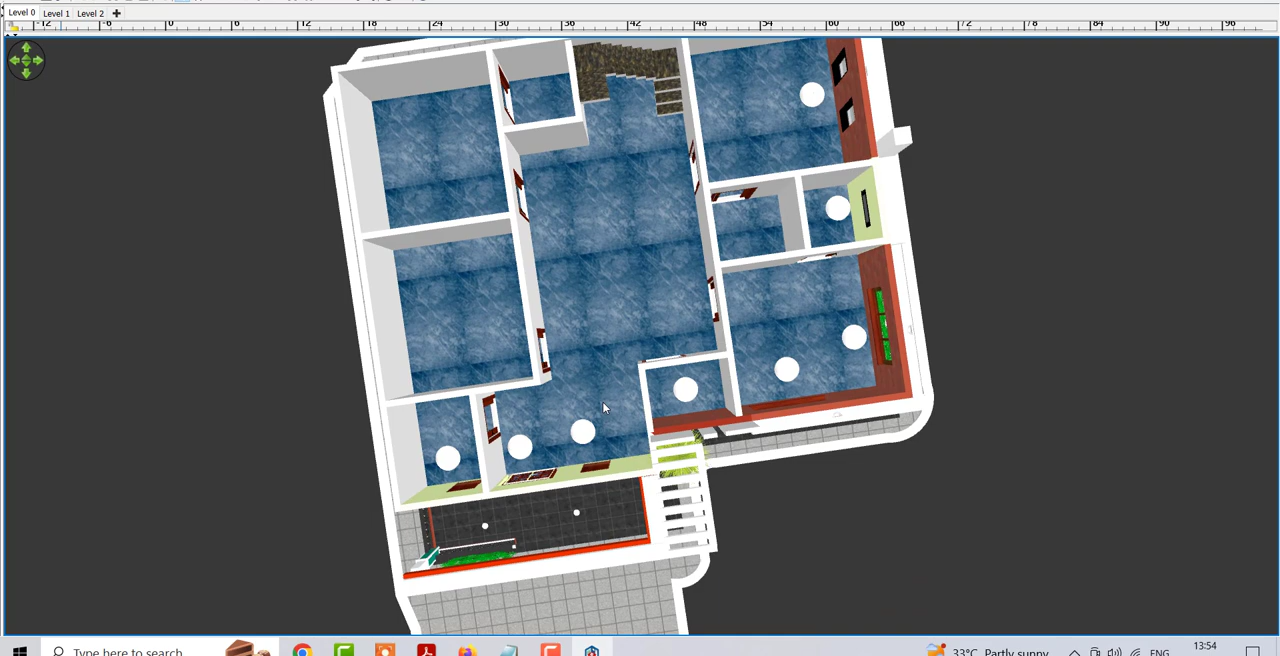 Level 0 Level 1 Level 2
-12 -6 0 6 12 18 24 30 36 42 48 54 60 66 72 78 84 90 96
Type here to search 33°C Partly sunny ENG 13:54